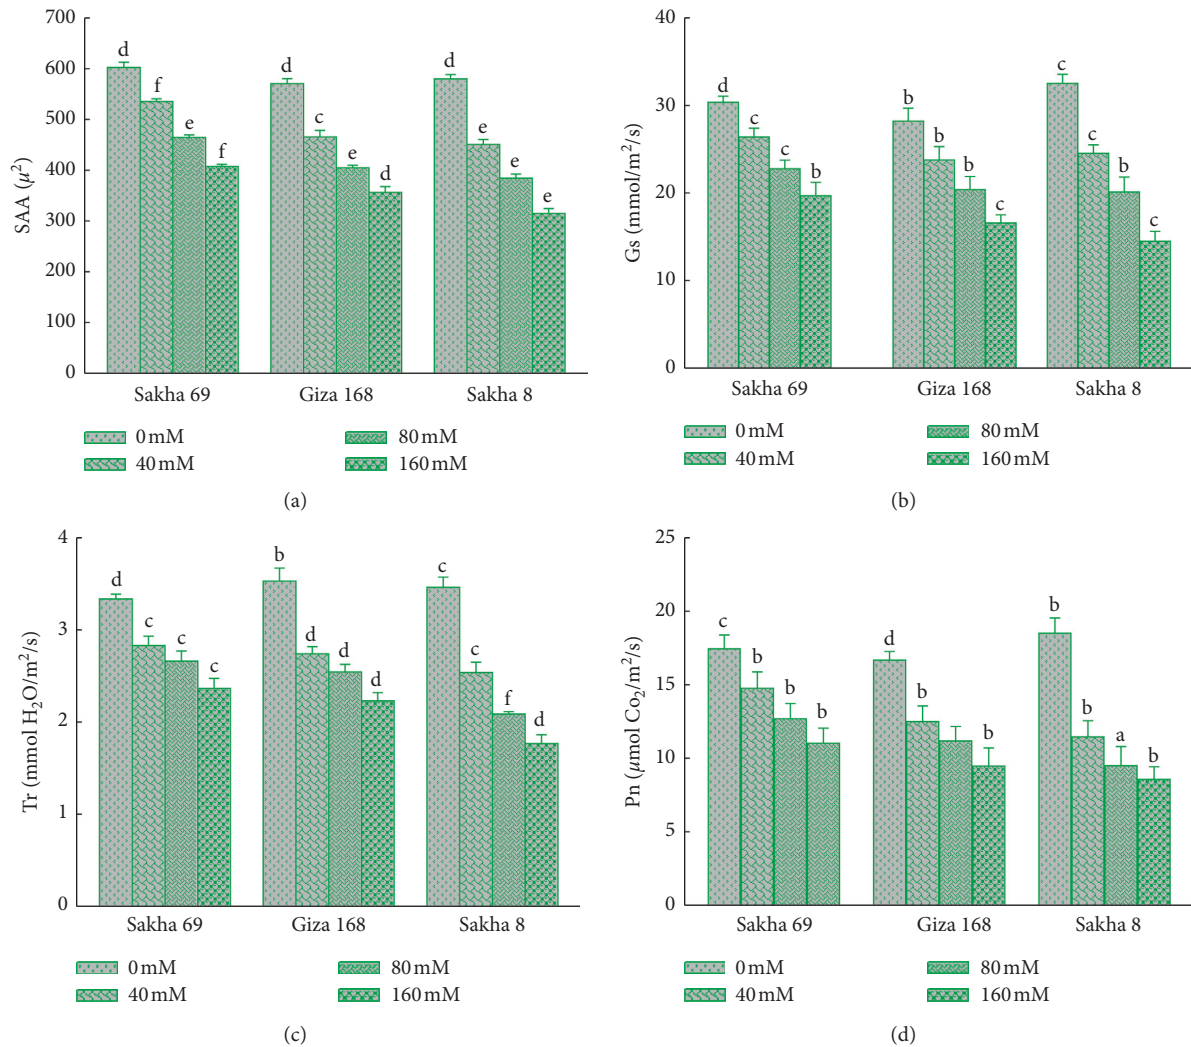 700
600
500
400
300
200
100
0
SAA (μ²)
d
f
e
f
d
c
e
d
d
e
e
e
Sakha 69 Giza 168 Sakha 8
0 mM 80 mM
40 mM 160 mM
(a)
40
30
20
10
0
Gs (mmol/m²/s)
d
c
c
b
b
b
b
c
c
c
b
c
Sakha 69 Giza 168 Sakha 8
0 mM 80 mM
40 mM 160 mM
(b)
4
3
2
1
0
Tr (mmol H₂O/m²/s)
d
c
c
c
b
d
d
d
c
c
f
d
Sakha 69 Giza 168 Sakha 8
0 mM 80 mM
40 mM 160 mM
(c)
25
20
15
10
5
0
Pn (μmol Co₂/m²/s)
c
b
b
b
d
b
b
b
b
b
a
b
Sakha 69 Giza 168 Sakha 8
0 mM 80 mM
40 mM 160 mM
(d)